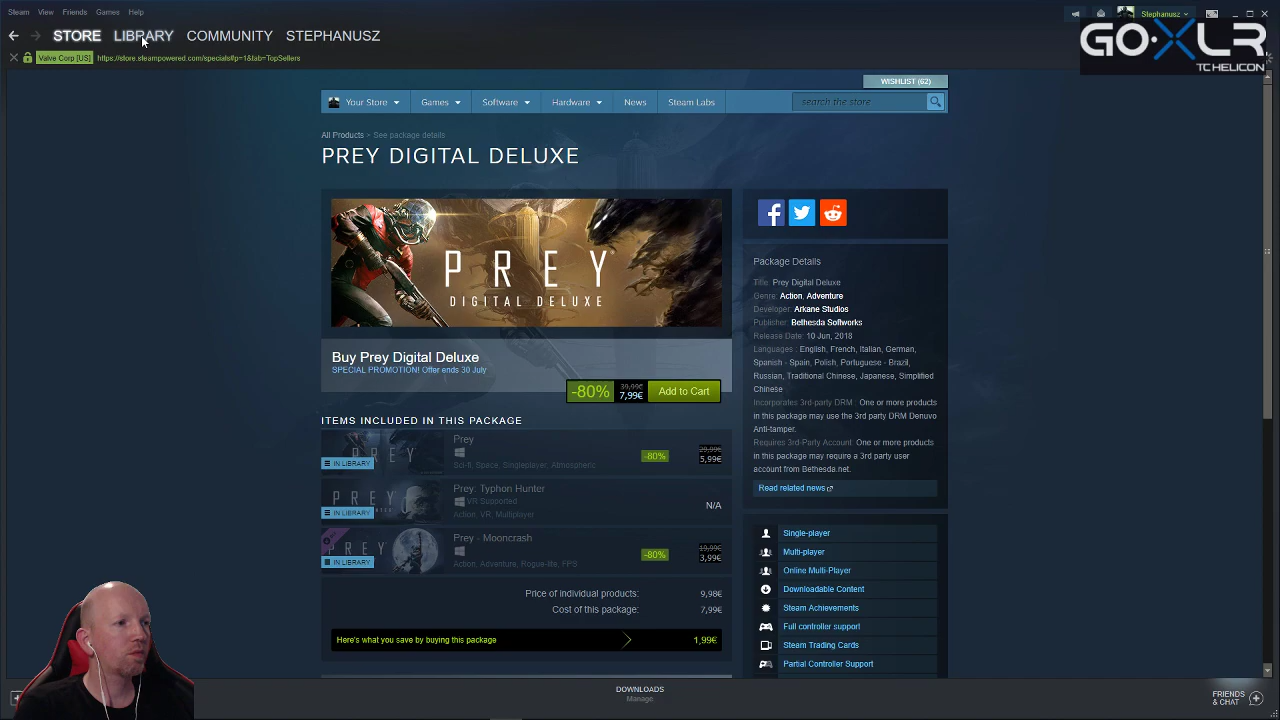 Steam View Friends Games Help
Stephanusz
STORE LIBRARY COMMUNITY STEPHANUSZ
GO·XLR
TC HELICON
Valve Corp [US] https://store.steampowered.com/specials#p=1&tab=TopSellers
WISHLIST (62)
Your Store Games Software Hardware News Steam Labs search the store
All Products > See package details
PREY DIGITAL DELUXE
PREY
DIGITAL DELUXE
Buy Prey Digital Deluxe
SPECIAL PROMOTION! Offer ends 30 July
-80% 39,99€ 7,99€ Add to Cart
ITEMS INCLUDED IN THIS PACKAGE
PREY
IN LIBRARY
Prey
Sci-fi, Space, Singleplayer, Atmospheric
-80% 29,99€ 5,99€
PREY
IN LIBRARY
Prey: Typhon Hunter
VR Supported
Action, VR, Multiplayer
N/A
PREY
IN LIBRARY
Prey - Mooncrash
Action, Adventure, Rogue-lite, FPS
-80% 19,99€ 3,99€
Price of individual products: 9,98€
Cost of this package: 7,99€
Here's what you save by buying this package 1,99€
Package Details
Title: Prey Digital Deluxe
Genre: Action, Adventure
Developer: Arkane Studios
Publisher: Bethesda Softworks
Release Date: 10 Jun, 2018
Languages : English, French, Italian, German,
Spanish - Spain, Polish, Portuguese - Brazil,
Russian, Traditional Chinese, Japanese, Simplified
Chinese
Incorporates 3rd-party DRM : One or more products
in this package may use the 3rd party DRM Denuvo
Anti-tamper.
Requires 3rd-Party Account: One or more products
in this package may require a 3rd party user
account from Bethesda.net.
Read related news
Single-player
Multi-player
Online Multi-Player
Downloadable Content
Steam Achievements
Full controller support
Steam Trading Cards
Partial Controller Support
DOWNLOADS
Manage
FRIENDS
& CHAT